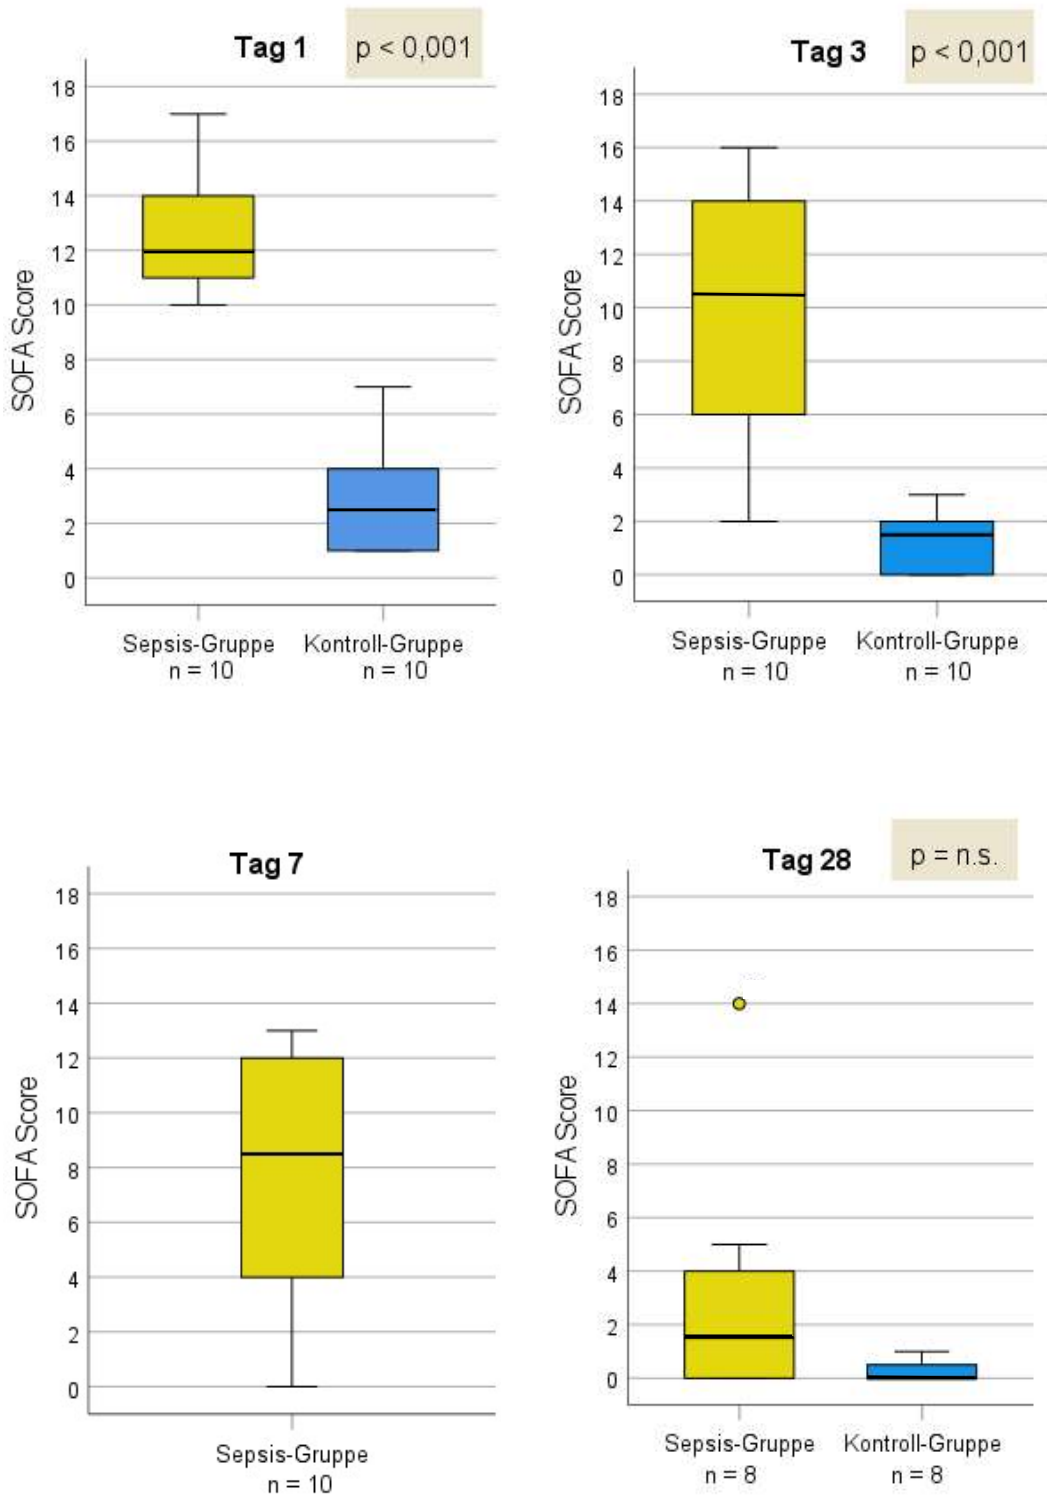 Tag 1
p < 0,001
18
16
14
12
10
8
6
4
2
0
SOFA Score
Sepsis-Gruppe
n = 10
Kontroll-Gruppe
n = 10
Tag 3
p < 0,001
18
16
14
12
10
8
6
4
2
0
SOFA Score
Sepsis-Gruppe
n = 10
Kontroll-Gruppe
n = 10
Tag 7
18
16
14
12
10
8
6
4
2
0
SOFA Score
Sepsis-Gruppe
n = 10
Tag 28
p = n.s.
18
16
14
12
10
8
6
4
2
0
SOFA Score
Sepsis-Gruppe
n = 8
Kontroll-Gruppe
n = 8